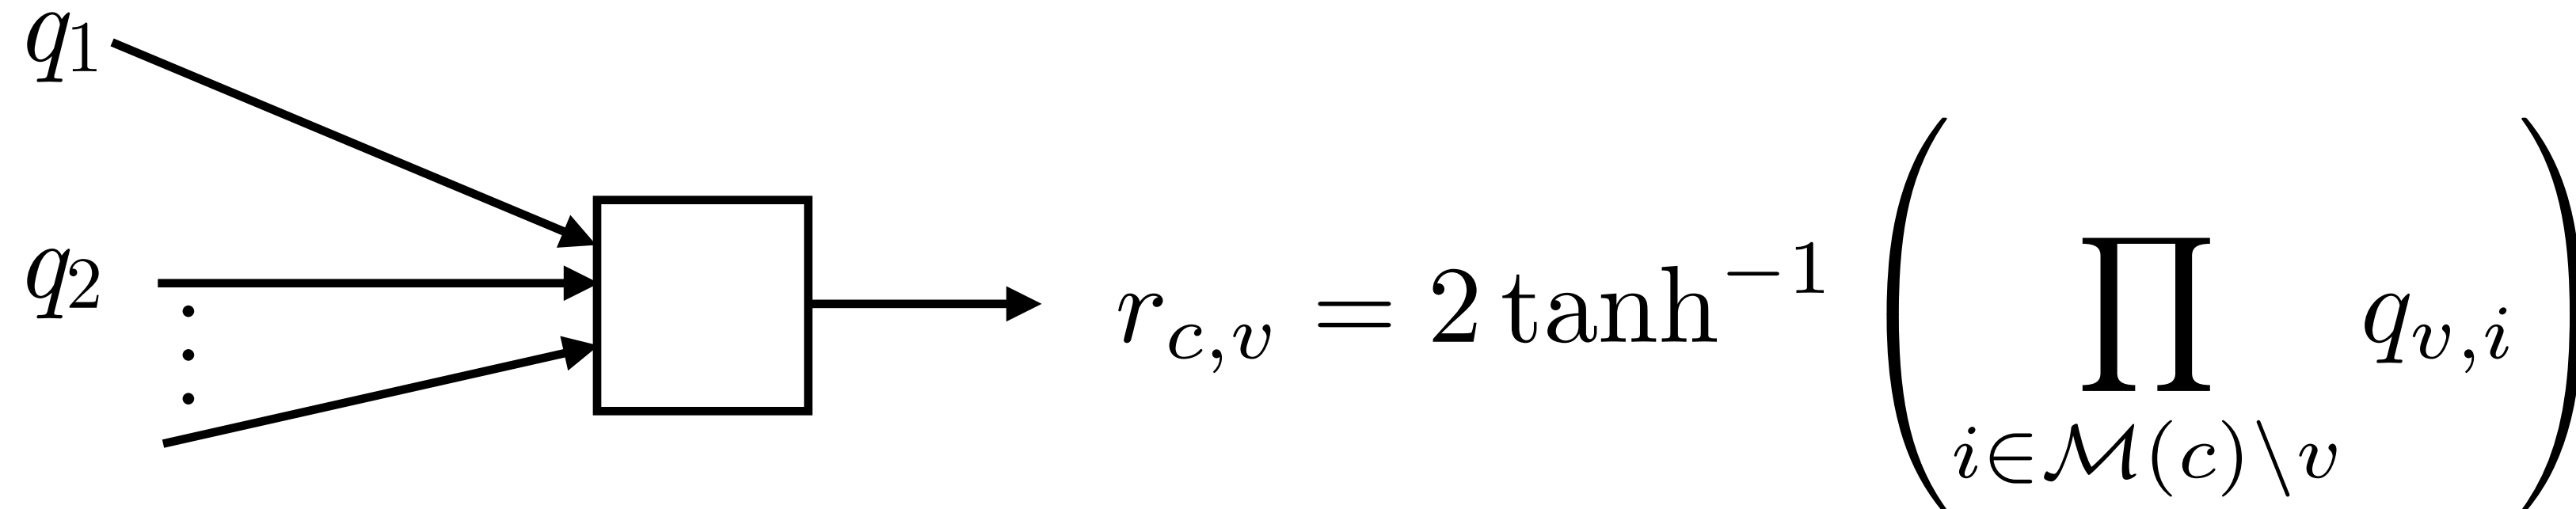 q₁
q₂
r_{c,v} = 2 tanh⁻¹ ( ∏_{i∈ℳ(c)\v} q_{v,i} )